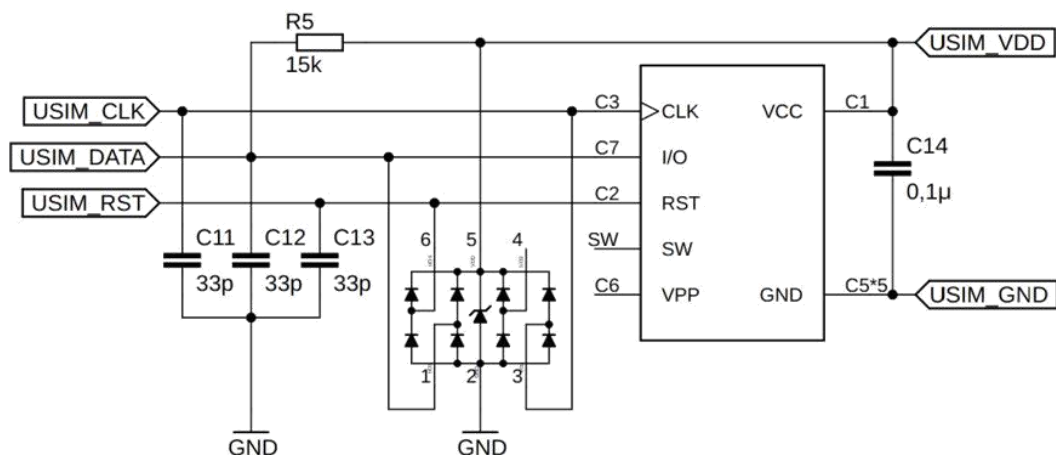 R5
15k
USIM_VDD
USIM_CLK
C3
CLK
VCC
C1
USIM_DATA
C7
I/O
C14
0,1µ
USIM_RST
C2
RST
C11
33p
C12
33p
C13
33p
6
5
4
SW
SW
C6
VPP
GND
C5*5
USIM_GND
1
2
3
GND
GND